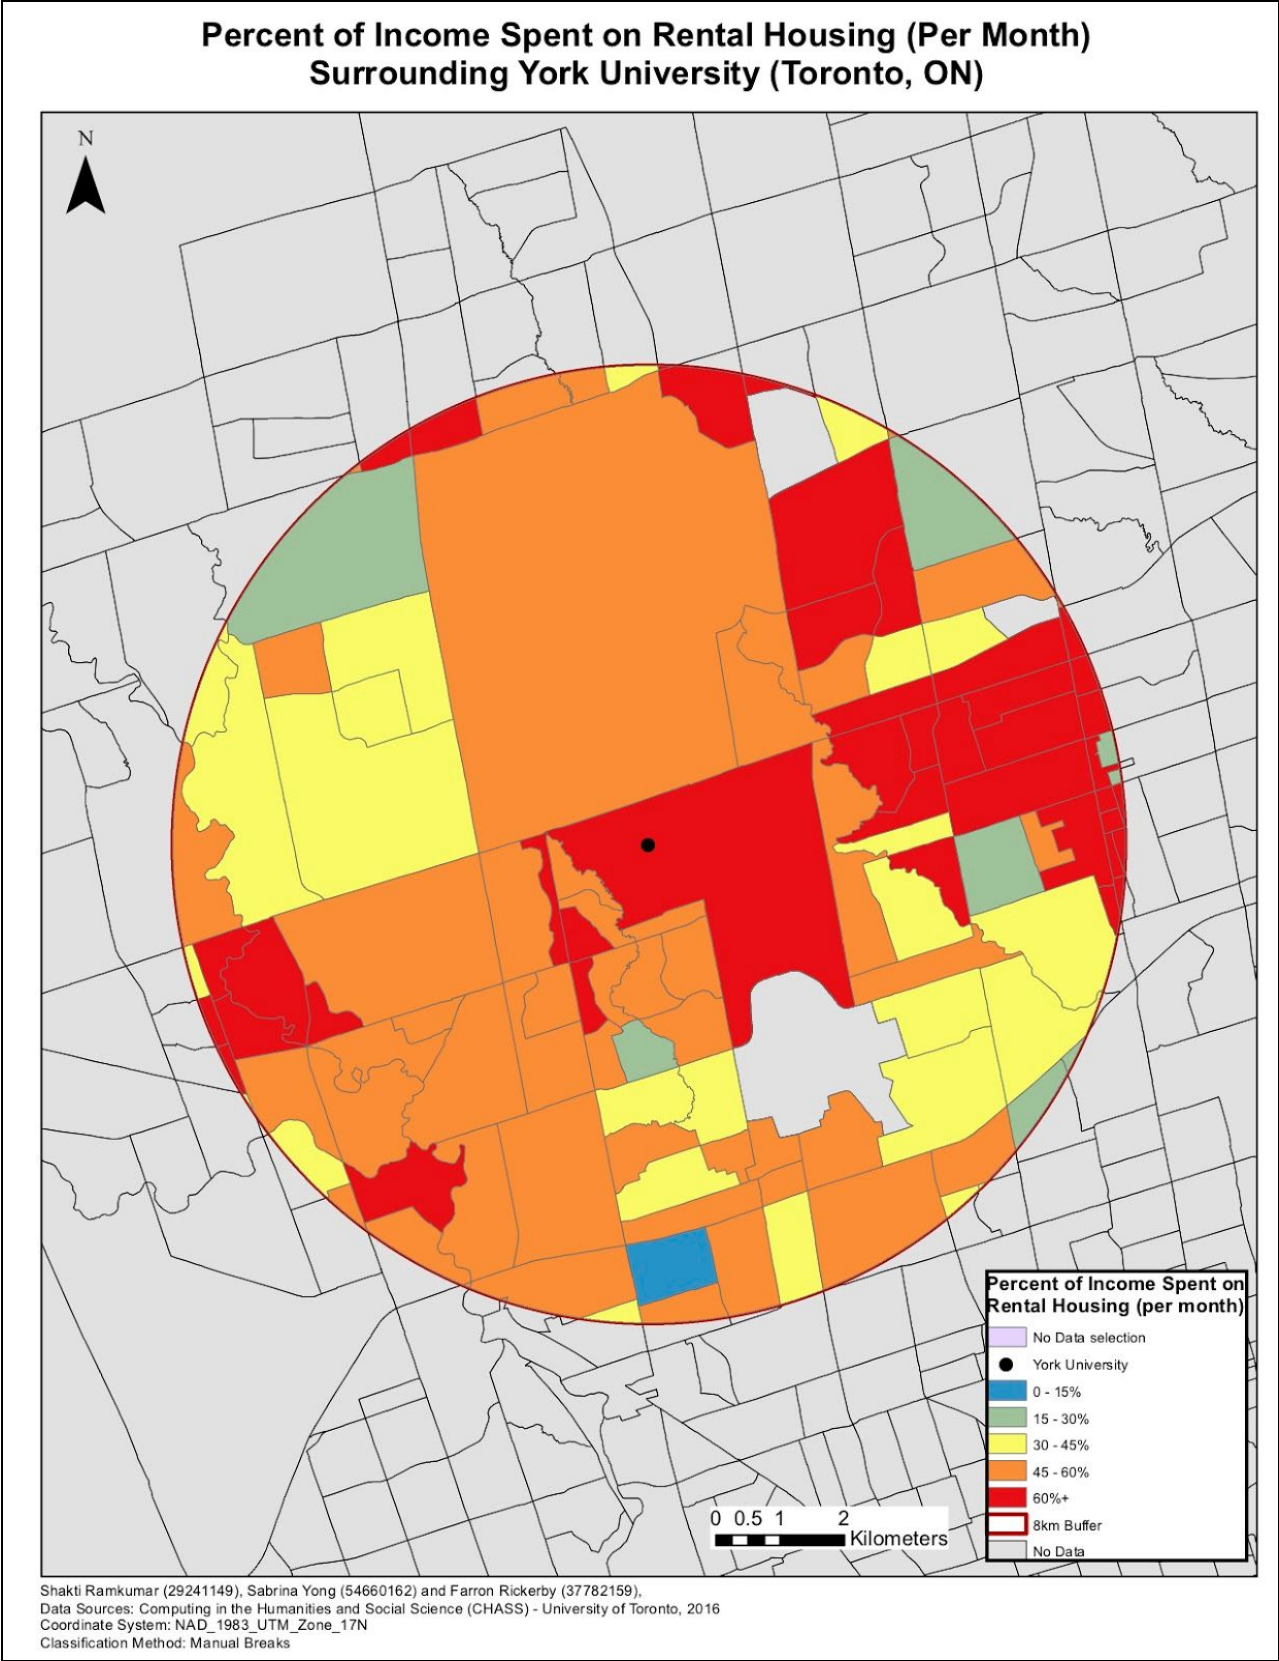 Percent of Income Spent on Rental Housing (Per Month)
Surrounding York University (Toronto, ON)
N
Percent of Income Spent on
Rental Housing (per month)
No Data selection
York University
0 - 15%
15 - 30%
30 - 45%
45 - 60%
60%+
8km Buffer
No Data
0 0.5 1 2
Kilometers
Shakti Ramkumar (29241149), Sabrina Yong (54660162) and Farron Rickerby (37782159),
Data Sources: Computing in the Humanities and Social Science (CHASS) - University of Toronto, 2016
Coordinate System: NAD_1983_UTM_Zone_17N
Classification Method: Manual Breaks